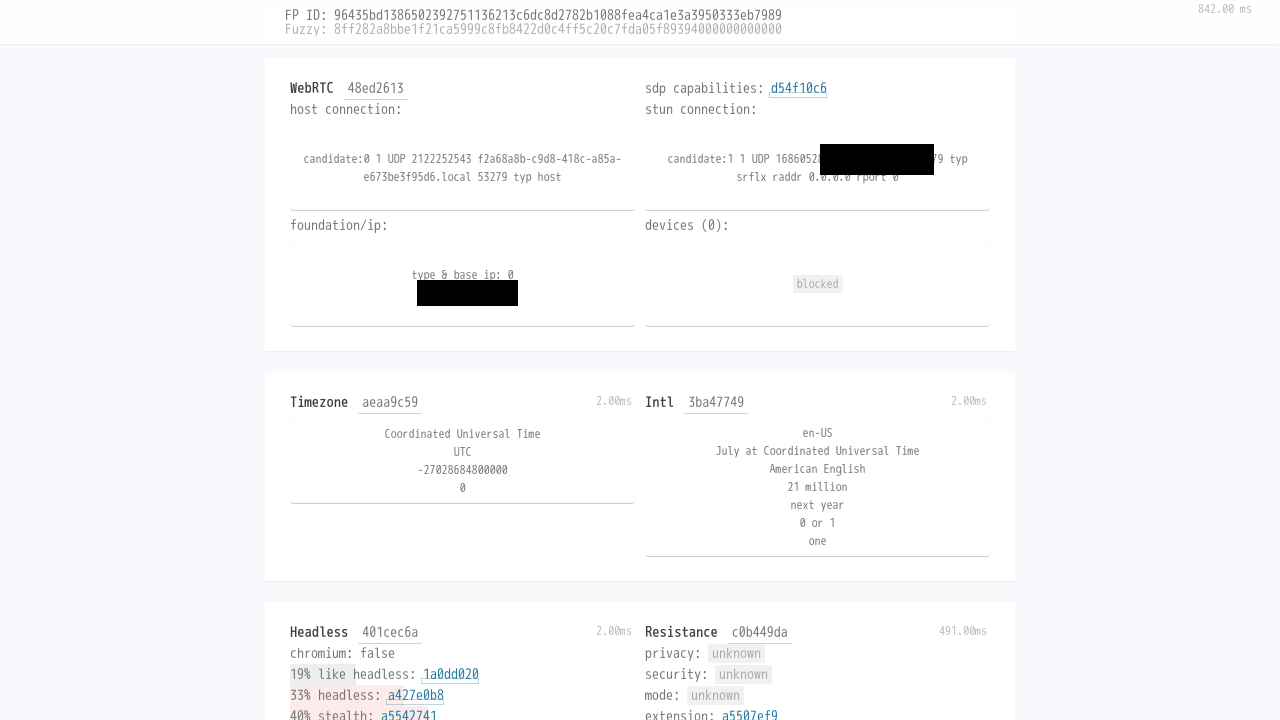 842.00 ms
FP ID: 96435bd1386502392751136213c6dc8d2782b1088fea4ca1e3a3950333eb7989
Fuzzy: 8ff282a8bbe1f21ca5999c8fb8422d0c4ff5c20c7fda05f89394000000000000
WebRTC 48ed2613
host connection:
candidate:0 1 UDP 2122252543 f2a68a8b-c9d8-418c-a85a-
e673be3f95d6.local 53279 typ host
foundation/ip:
type & base ip: 0
sdp capabilities: d54f10c6
stun connection:
candidate:1 1 UDP 1686052 79 typ
srflx raddr 0.0.0.0 rport 0
devices (0):
blocked
Timezone aeaa9c59 2.00ms
Coordinated Universal Time
UTC
-27028684800000
0
Intl 3ba47749 2.00ms
en-US
July at Coordinated Universal Time
American English
21 million
next year
0 or 1
one
Headless 401cec6a 2.00ms
chromium: false
19% like headless: 1a0dd020
33% headless: a427e0b8
40% stealth: a5542741
Resistance c0b449da 491.00ms
privacy: unknown
security: unknown
mode: unknown
extension: a5507ef9